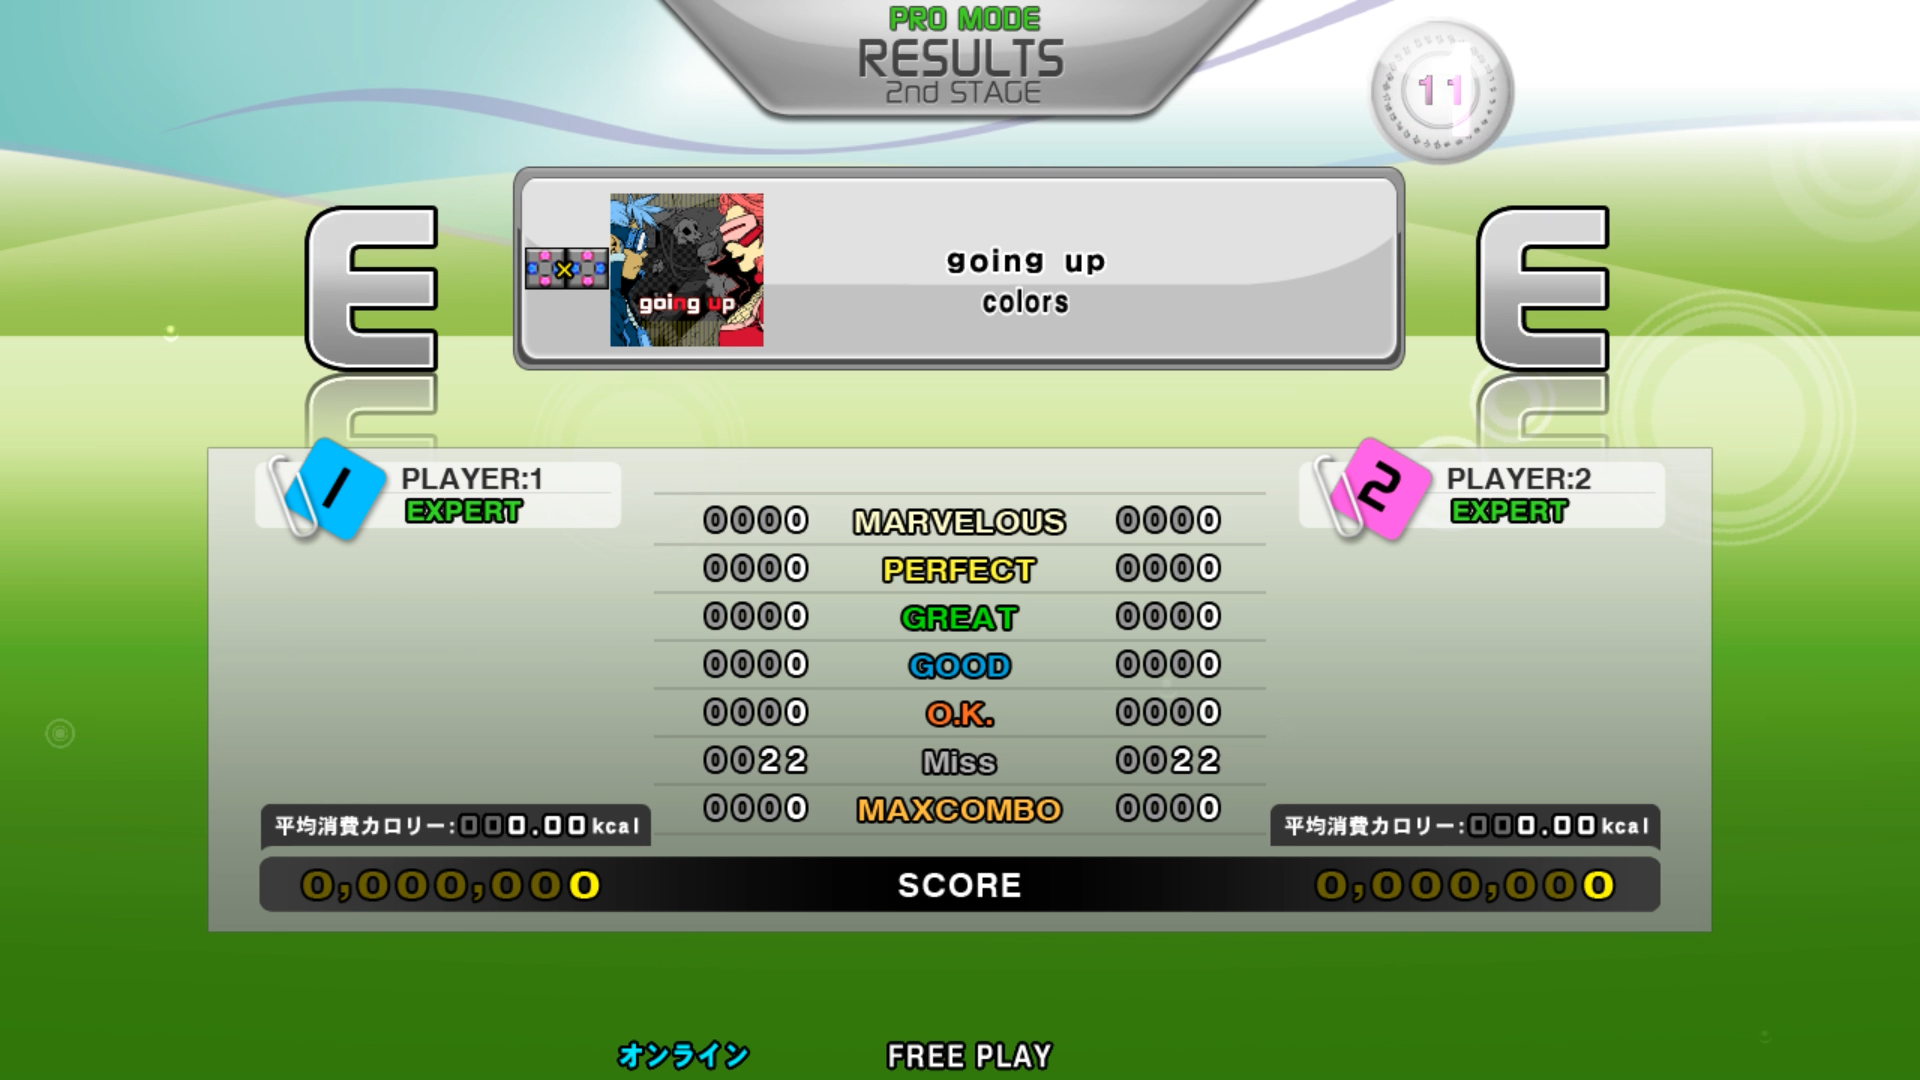 PRO MODE
RESULTS
2nd STAGE
11
going up
going up
colors
E
E
1
PLAYER:1
EXPERT
2
PLAYER:2
EXPERT
0000 MARVELOUS 0000
0000 PERFECT 0000
0000 GREAT 0000
0000 GOOD 0000
0000 O.K. 0000
0022 Miss 0022
0000 MAXCOMBO 0000
平均消費カロリー:000.00kcal
平均消費カロリー:000.00kcal
0,000,000 SCORE 0,000,000
オンライン
FREE PLAY